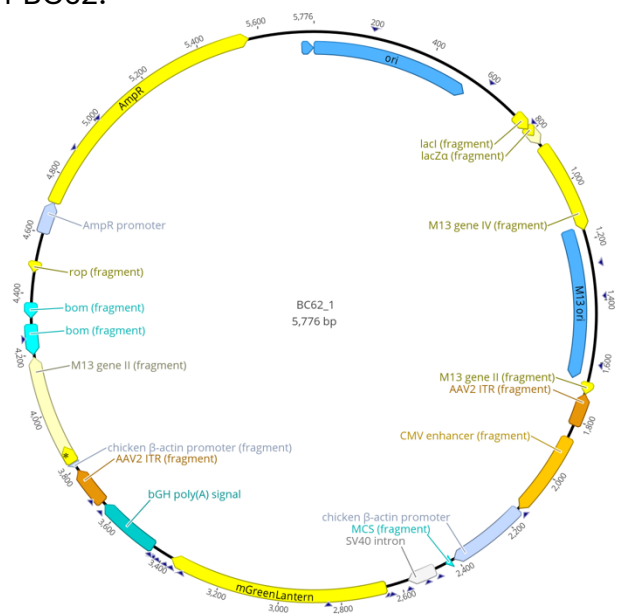 BC62.
5,776
200
5,600
5,400
400
ori
5,200
600
AmpR
5,000
800
lacI (fragment)
lacZα (fragment)
4,800
1,000
AmpR promoter
M13 gene IV (fragment)
4,600
1,200
rop (fragment)
4,400
1,400
bom (fragment)
BC62_1
M13 ori
bom (fragment)
5,776 bp
4,200
M13 gene II (fragment)
1,600
M13 gene II (fragment)
AAV2 ITR (fragment)
4,000
1,800
CMV enhancer (fragment)
chicken β-actin promoter (fragment)
*
AAV2 ITR (fragment)
3,800
2,000
bGH poly(A) signal
3,600
chicken β-actin promoter
2,200
MCS (fragment)
SV40 intron
3,400
2,400
mGreenLantern
3,200
2,600
3,000
2,800